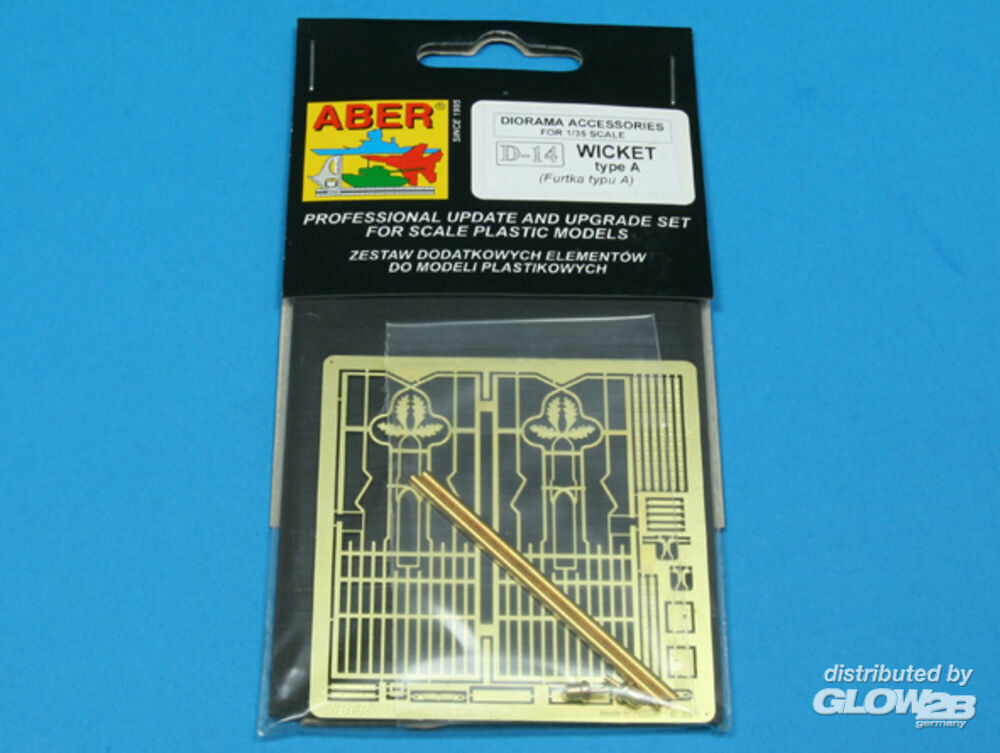 ABER®
SINCE 1995
DIORAMA ACCESSORIES
FOR 1/35 SCALE
D-14 WICKET
type A
(Furtka typu A)
PROFESSIONAL UPDATE AND UPGRADE SET
FOR SCALE PLASTIC MODELS
ZESTAW DODATKOWYCH ELEMENTÓW
DO MODELI PLASTIKOWYCH
ABER
distributed by
GLOW2B
germany